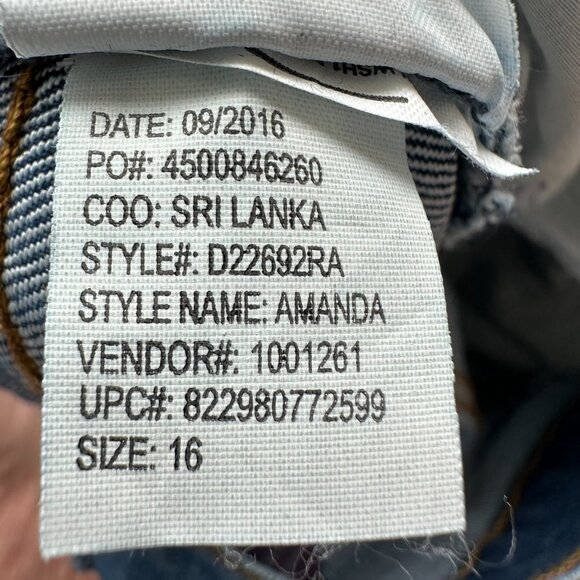 DATE: 09/2016
PO#: 4500846260
COO: SRI LANKA
STYLE#: D22692RA
STYLE NAME: AMANDA
VENDOR#: 1001261
UPC#: 822980772599
SIZE: 16